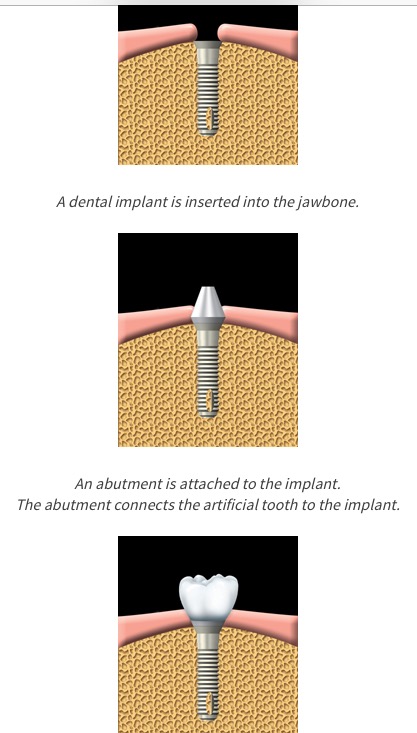 A dental implant is inserted into the jawbone.
An abutment is attached to the implant.
The abutment connects the artificial tooth to the implant.